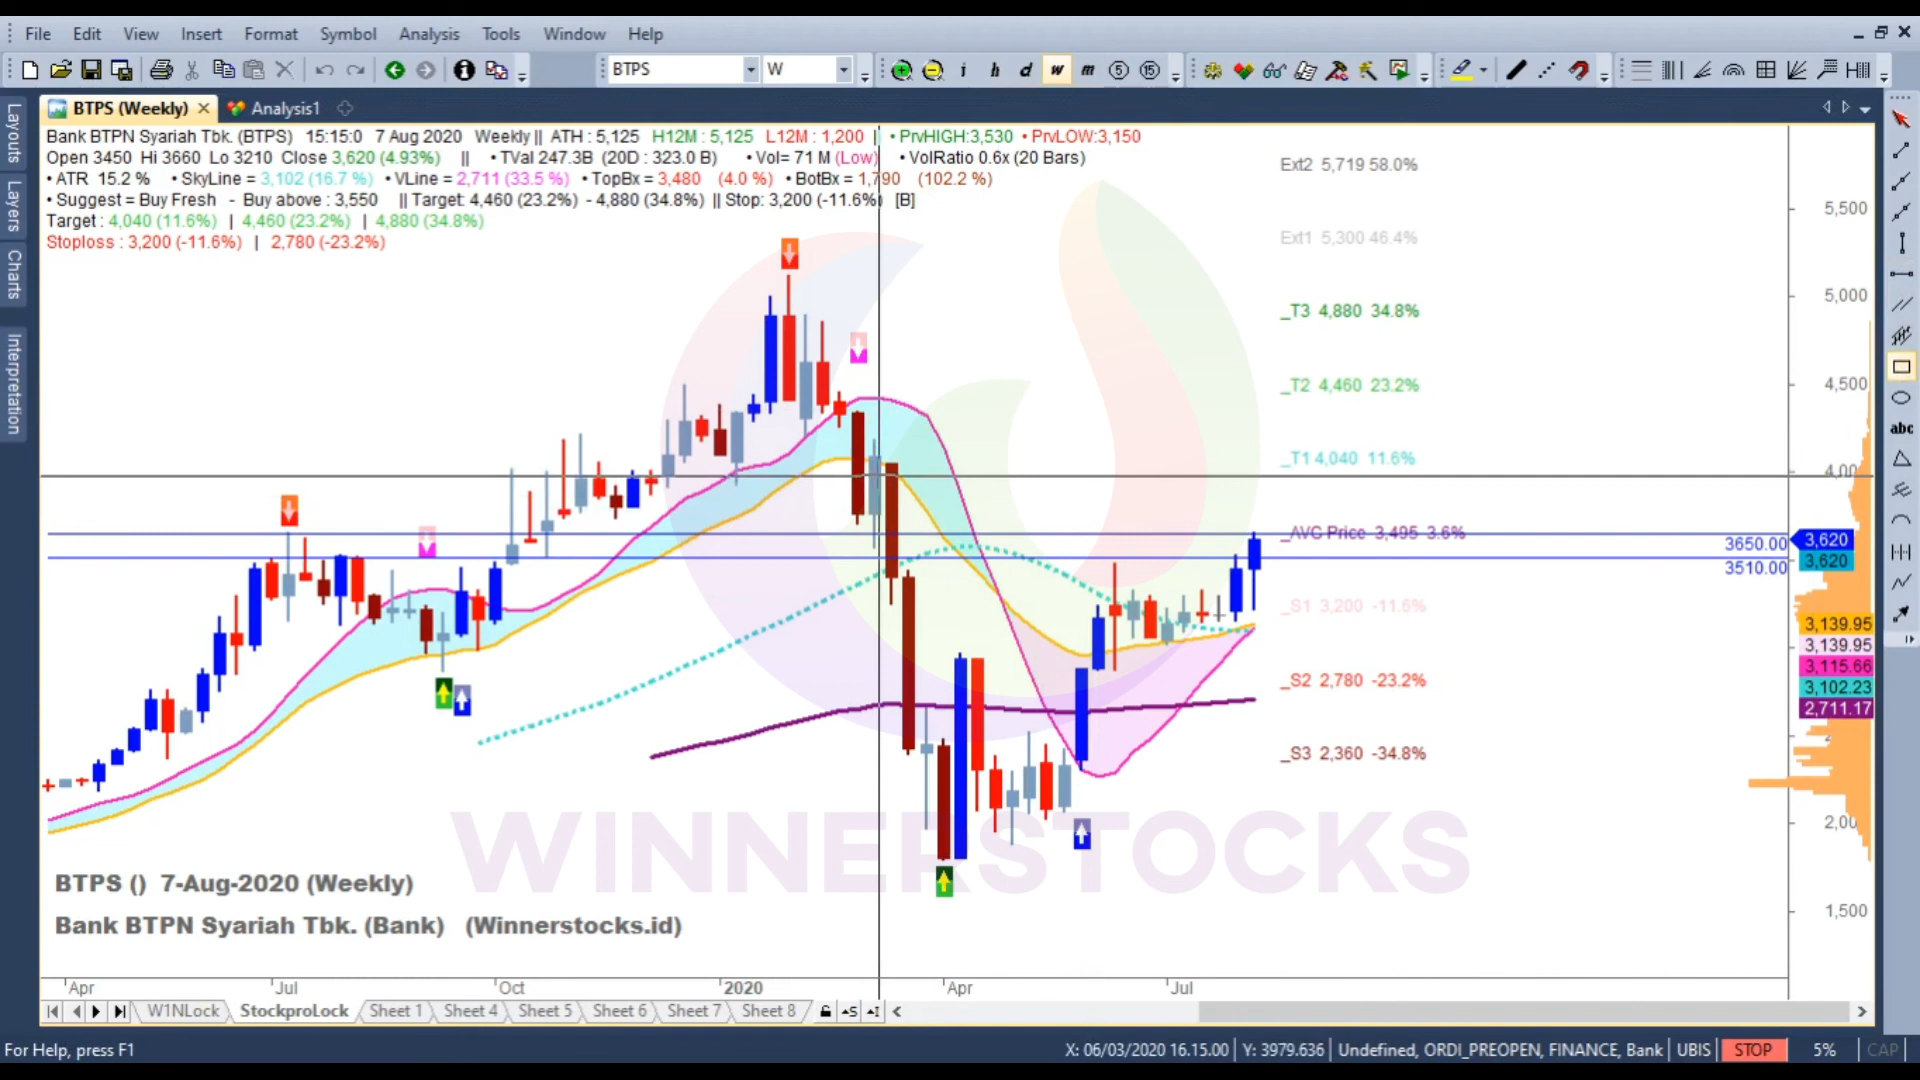 File Edit View Insert Format Symbol Analysis Tools Window Help
BTPS W i h d w m 5 15
BTPS (Weekly) Analysis1
Layouts
Layers
Charts
Interpretation
Bank BTPN Syariah Tbk. (BTPS) 15:15:0 7 Aug 2020 Weekly || ATH : 5,125 H12M : 5,125 L12M : 1,200 || • PrvHIGH:3,530 • PrvLOW:3,150
Open 3450 Hi 3660 Lo 3210 Close 3,620 (4.93%) || • TVal 247.3B (20D : 323.0 B) • Vol= 71 M (Low) • VolRatio 0.6x (20 Bars)
• ATR 15.2 % • SkyLine = 3,102 (16.7 %) • VLine = 2,711 (33.5 %) • TopBx = 3,480 (4.0 %) • BotBx = 1,790 (102.2 %)
• Suggest = Buy Fresh - Buy above : 3,550 || Target: 4,460 (23.2%) - 4,880 (34.8%) || Stop: 3,200 (-11.6%) [B]
Target : 4,040 (11.6%) | 4,460 (23.2%) | 4,880 (34.8%)
Stoploss : 3,200 (-11.6%) | 2,780 (-23.2%)
Ext2 5,719 58.0%
Ext1 5,300 46.4%
_T3 4,880 34.8%
_T2 4,460 23.2%
_T1 4,040 11.6%
_AVC Price 3,495 3.6%
_S1 3,200 -11.6%
_S2 2,780 -23.2%
_S3 2,360 -34.8%
5,500
5,000
4,500
3650.00 3,620
3510.00 3,620
3,139.95
3,139.95
3,115.66
3,102.23
2,711.17
1,500
abc
WINNERSTOCKS
BTPS () 7-Aug-2020 (Weekly)
Bank BTPN Syariah Tbk. (Bank) (Winnerstocks.id)
Apr Jul Oct 2020 Apr Jul
W1NLock StockproLock Sheet 1 Sheet 4 Sheet 5 Sheet 6 Sheet 7 Sheet 8
For Help, press F1 X: 06/03/2020 16.15.00 Y: 3979.636 Undefined, ORDI_PREOPEN, FINANCE, Bank UBIS STOP 5% CAP